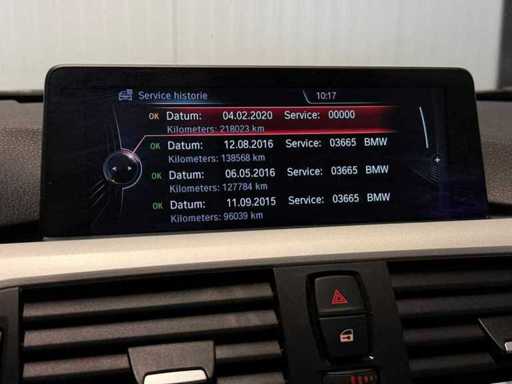 Service historie
10:17
OK Datum: 04.02.2020 Service: 00000
Kilometers: 218023 km
OK Datum: 12.08.2016 Service: 03665 BMW
Kilometers: 138568 km
OK Datum: 06.05.2016 Service: 03665 BMW
Kilometers: 127784 km
OK Datum: 11.09.2015 Service: 03665 BMW
Kilometers: 96039 km